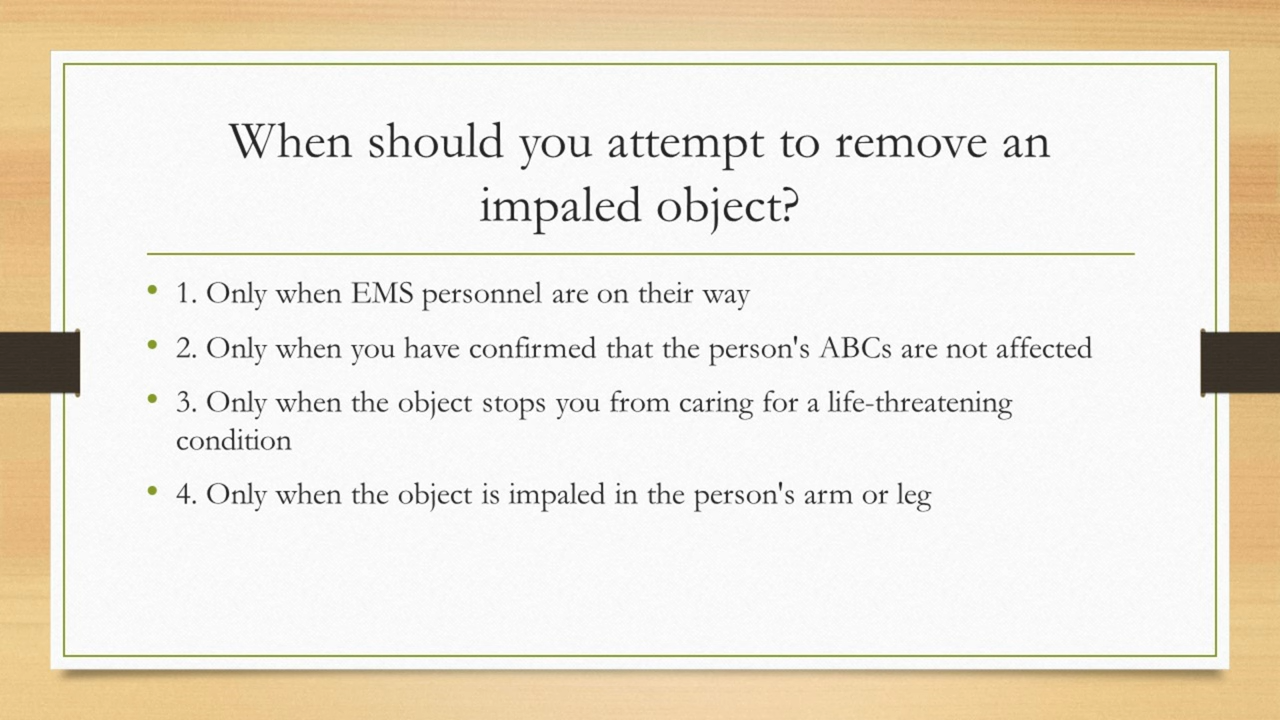 When should you attempt to remove an
impaled object?
• 1. Only when EMS personnel are on their way
• 2. Only when you have confirmed that the person's ABCs are not affected
• 3. Only when the object stops you from caring for a life-threatening
condition
• 4. Only when the object is impaled in the person's arm or leg